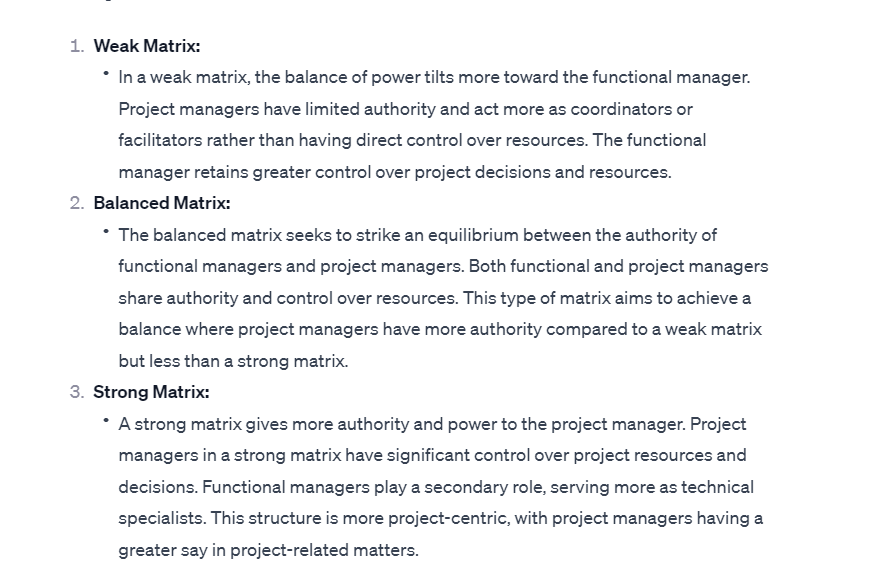 1. Weak Matrix:
• In a weak matrix, the balance of power tilts more toward the functional manager.
Project managers have limited authority and act more as coordinators or
facilitators rather than having direct control over resources. The functional
manager retains greater control over project decisions and resources.
2. Balanced Matrix:
• The balanced matrix seeks to strike an equilibrium between the authority of
functional managers and project managers. Both functional and project managers
share authority and control over resources. This type of matrix aims to achieve a
balance where project managers have more authority compared to a weak matrix
but less than a strong matrix.
3. Strong Matrix:
• A strong matrix gives more authority and power to the project manager. Project
managers in a strong matrix have significant control over project resources and
decisions. Functional managers play a secondary role, serving more as technical
specialists. This structure is more project-centric, with project managers having a
greater say in project-related matters.